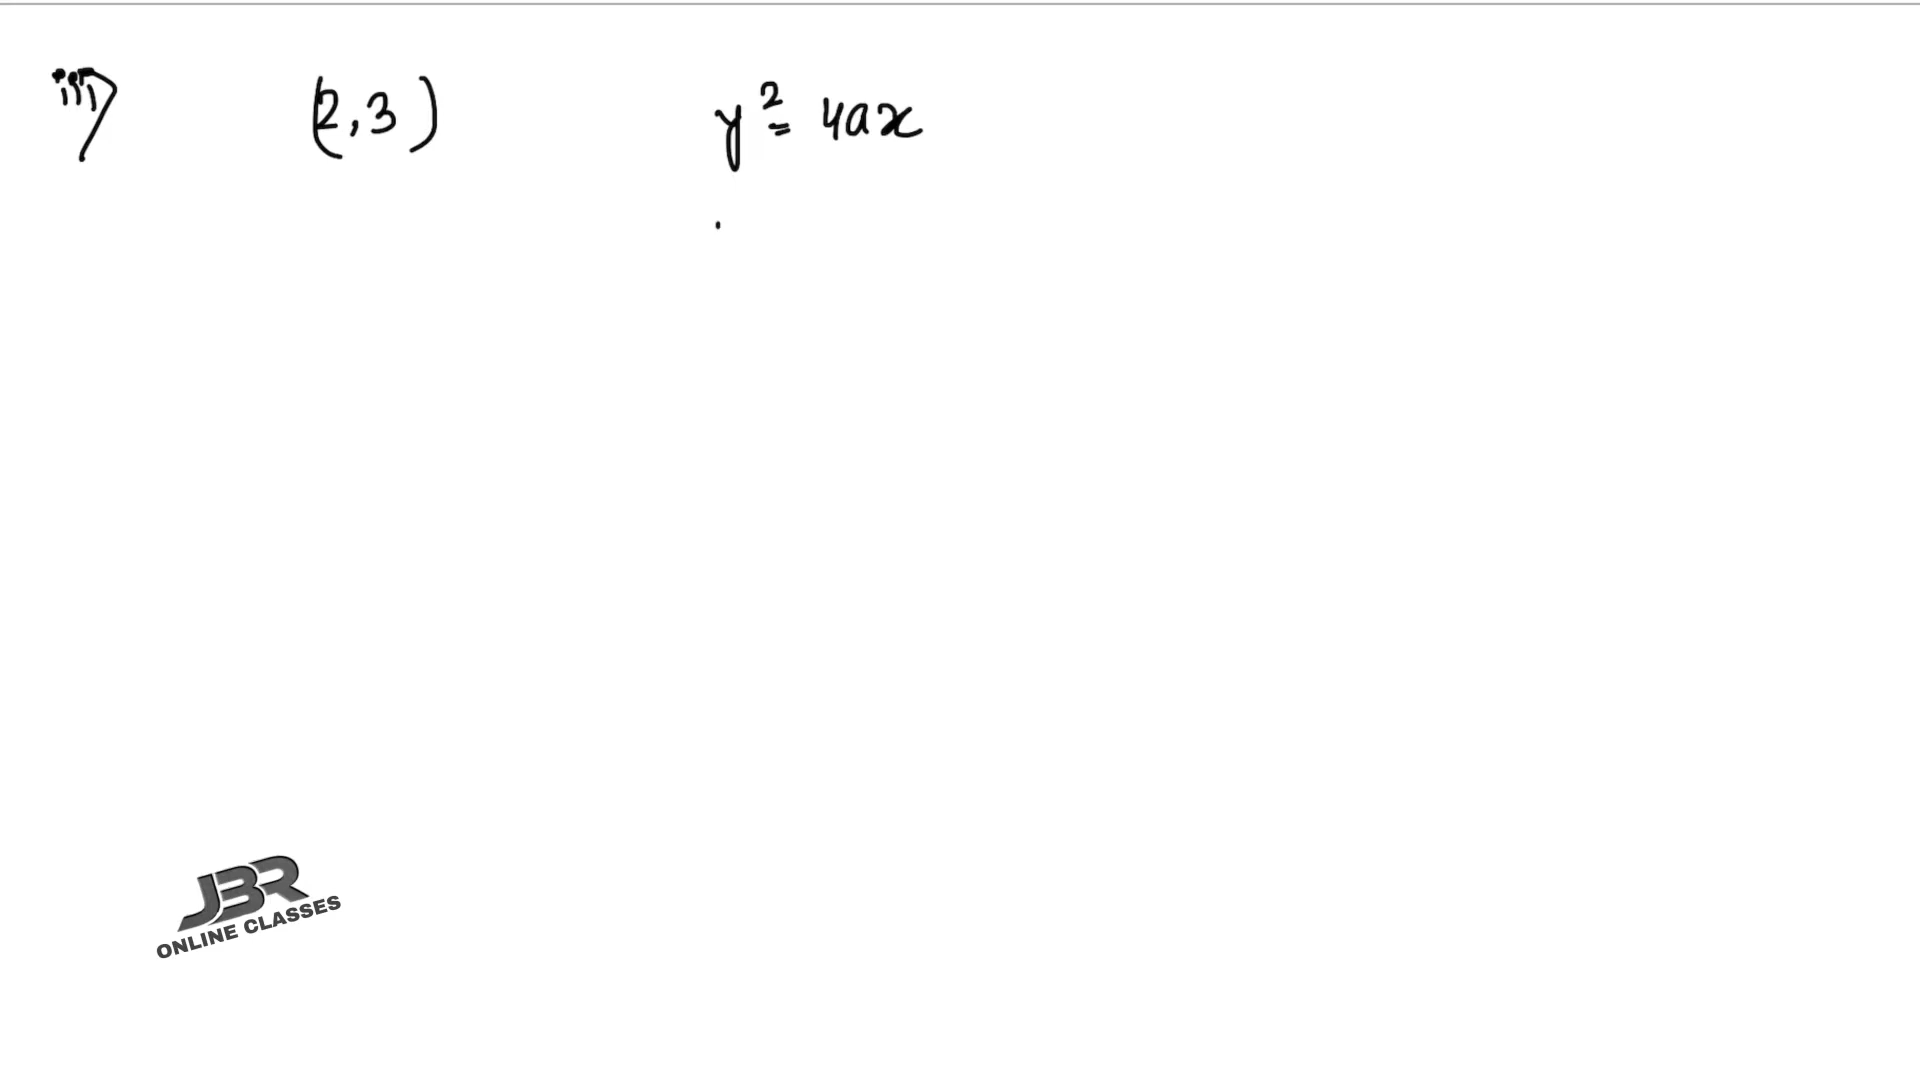 iii) (2,3) y² = 4ax
JBR
ONLINE CLASSES